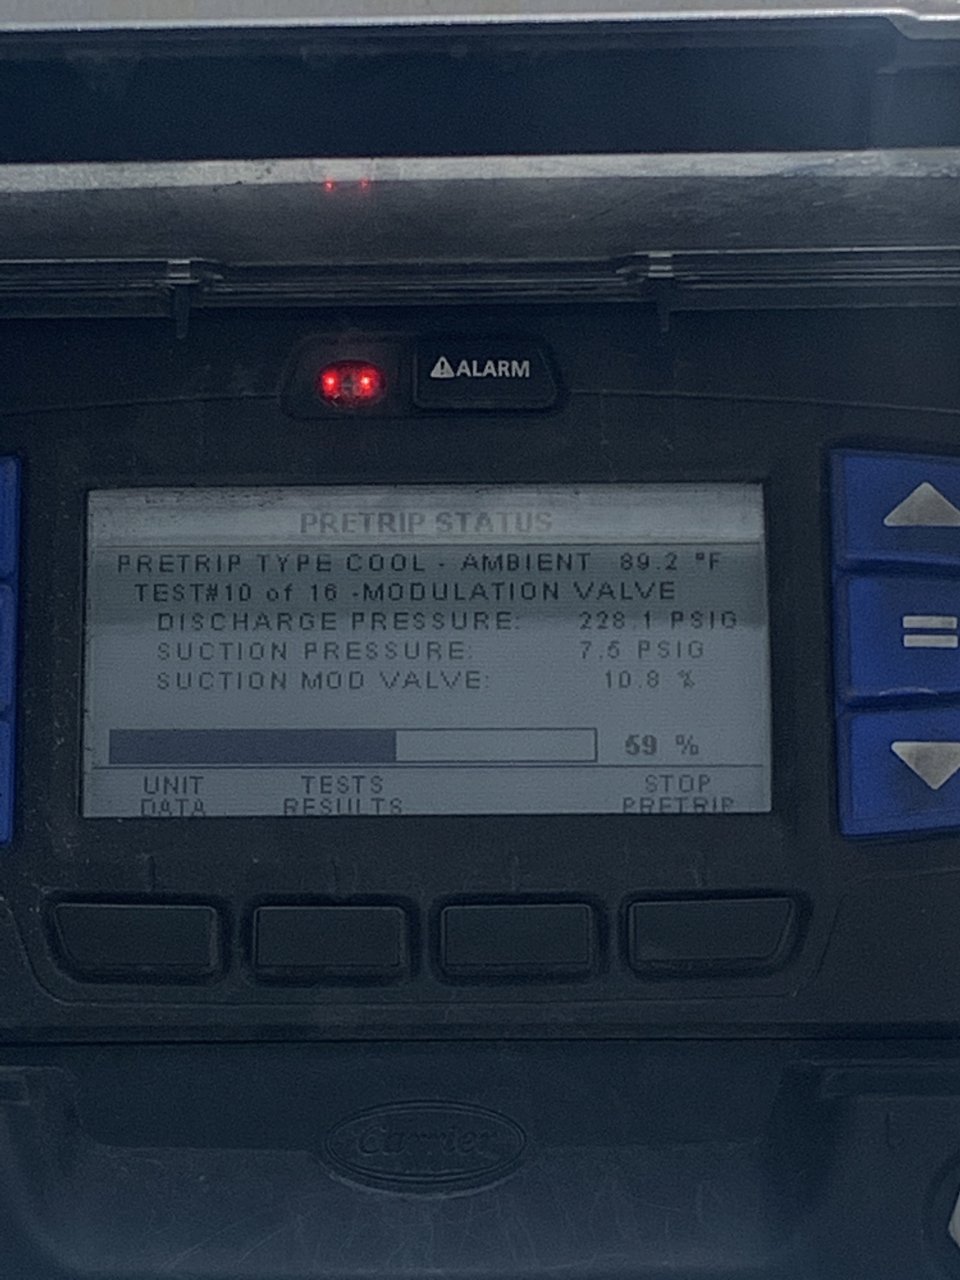 ⚠ALARM
PRETRIP STATUS
PRETRIP TYPE COOL - AMBIENT 89.2 °F
TEST#10 of 16 -MODULATION VALVE
DISCHARGE PRESSURE: 228.1 PSIG
SUCTION PRESSURE: 7.5 PSIG
SUCTION MOD VALVE: 10.8 %
59 %
UNIT DATA
TESTS RESULTS
STOP PRETRIP
Carrier